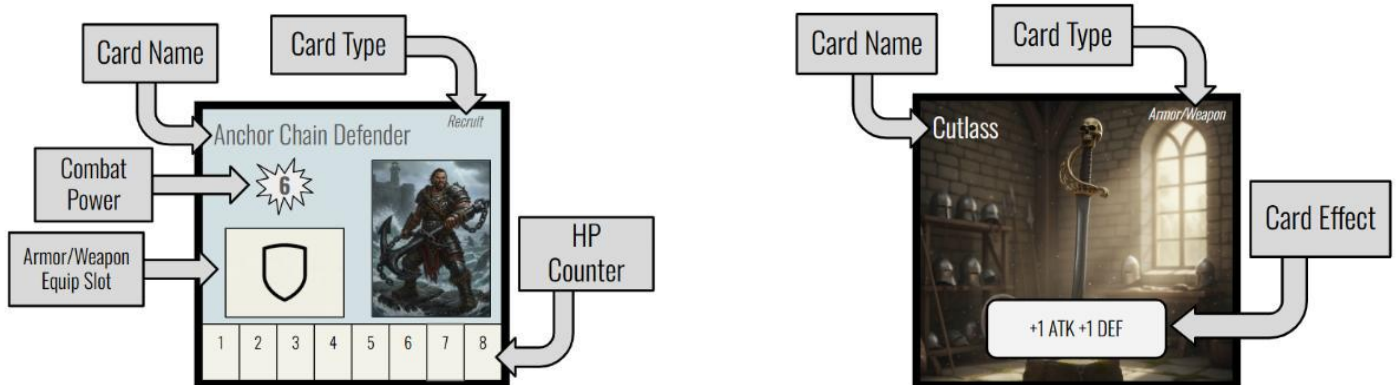 Card Name
Card Type
Anchor Chain Defender
Recruit
Combat
Power
6
Armor/Weapon
Equip Slot
HP
Counter
1 2 3 4 5 6 7 8
Card Name
Card Type
Cutlass
Armor/Weapon
Card Effect
+1 ATK +1 DEF